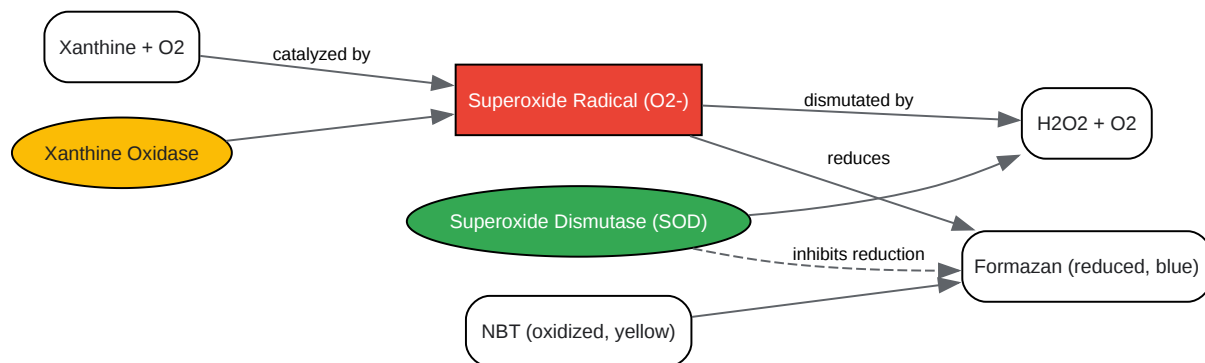 Xanthine + O2
catalyzed by
Xanthine Oxidase
Superoxide Radical (O2-)
dismutated by
H2O2 + O2
reduces
Superoxide Dismutase (SOD)
inhibits reduction
Formazan (reduced, blue)
NBT (oxidized, yellow)